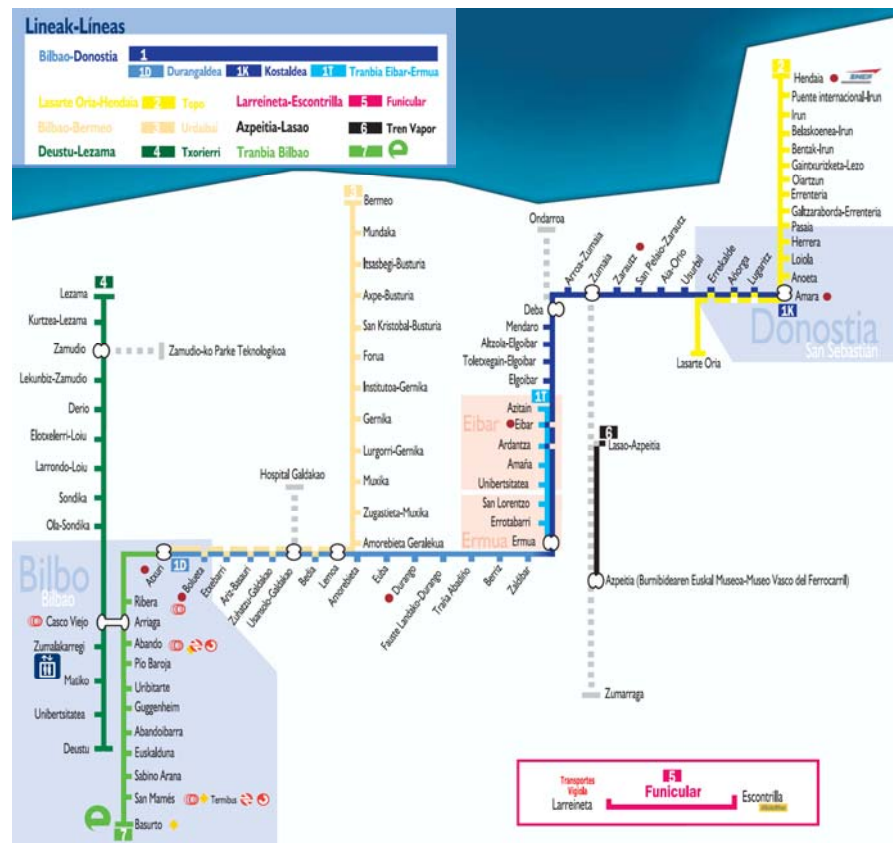 Lineak-Líneas
Bilbao-Donostia 1
1D Durangaldea 1K Kostaldea 1T Tranbia Eibar-Ermua
Lasarte Oria-Hondaia 2 Topo Larreineta-Escontrilla 5 Funicular
Bilbao-Bermeo 3 Urdaibai Azpeitia-Lasao 6 Tren Vapor
Deustu-Lezama 4 Txorierri Tranbia Bilbao 7 e
2
Hendaia
Puente internacional-Irun
Irun
Belaskoenea-Irun
Bentak-Irun
Gaintxurizketa-Lezo
Oiartzun
Errenteria
Galtzaraborda-Errenteria
Pasaia
Herrera
Loiola
Anoeta
Amara
1K
Donostia
San Sebastián
Lasarte Oria
Lugaritz
Añorga
Errekalde
Usurbil
Aia-Orio
San Pelaio-Zarautz
Zarautz
Zumaia
Arroa-Zumaia
Ondarroa
Deba
Mendaro
Altzola-Elgoibar
Toletxegain-Elgoibar
Elgoibar
1T
Azitain
Eibar
Eibar
Ardantza
Amaña
Unibertsitatea
San Lorentzo
Errotabarri
Ermua
Ermua
6
Lasao-Azpeitia
Azpeitia (Burnibidearen Euskal Museoa-Museo Vasco del Ferrocarril)
Zumarraga
3
Bermeo
Mundaka
Itsasbegi-Busturia
Axpe-Busturia
San Kristobal-Busturia
Forua
Institutoa-Gernika
Gernika
Lurgorri-Gernika
Muxika
Zugastieta-Muxika
Amorebieta Geralekua
Hospital Galdakao
4
Lezama
Kurtzea-Lezama
Zamudio
Zamudio-ko Parke Teknologikoa
Lekunbiz-Zamudio
Derio
Elotxelerri-Loiu
Larrondo-Loiu
Sondika
Ola-Sondika
Bilbo
Bilbao
Casco Viejo
Zumalakarregi
Matiko
Unibertsitatea
Deustu
Atxuri
1D
Bolueta
Etxebarri
Ariz-Basauri
Zuhatzu-Galdakao
Usansolo-Galdakao
Bedia
Lemoa
Amorebieta
Euba
Durango
Fauste Landako-Durango
Traña Abadiño
Berriz
Zaldibar
Ribera
Arriaga
Abando
Pío Baroja
Uribitarte
Guggenheim
Abandoibarra
Euskalduna
Sabino Arana
San Mamés Termibus
Basurto
e
7
5
Funicular
Transportes
Vigiola
Larreineta
Escontrilla